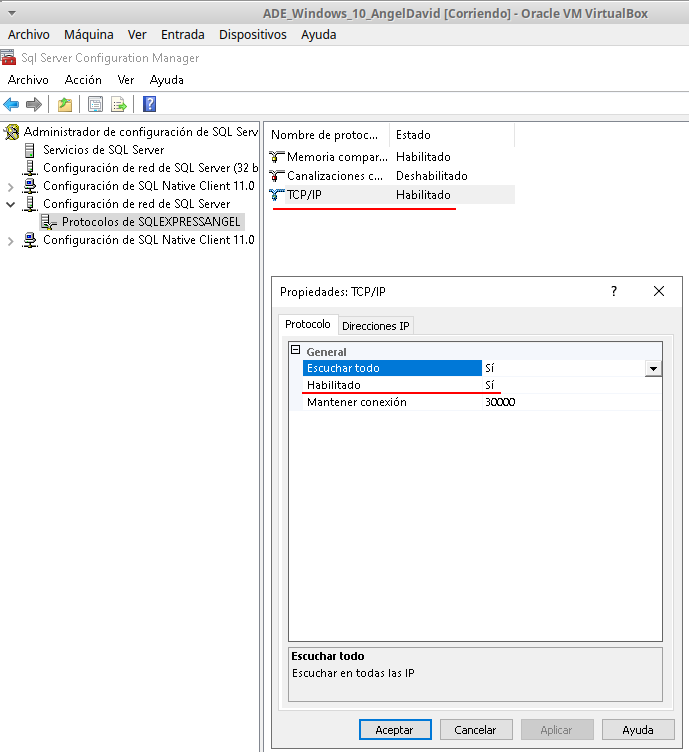 ADE_Windows_10_AngelDavid [Corriendo] - Oracle VM VirtualBox
Archivo Máquina Ver Entrada Dispositivos Ayuda
Sql Server Configuration Manager
Archivo Acción Ver Ayuda
Administrador de configuración de SQL Serv
Servicios de SQL Server
Configuración de red de SQL Server (32 b
Configuración de SQL Native Client 11.0
Configuración de red de SQL Server
Protocolos de SQLEXPRESSANGEL
Configuración de SQL Native Client 11.0
Nombre de protoc... Estado
Memoria compar... Habilitado
Canalizaciones c... Deshabilitado
TCP/IP Habilitado
Propiedades: TCP/IP ?
Protocolo Direcciones IP
General
Escuchar todo Sí
Habilitado Sí
Mantener conexión 30000
Escuchar todo
Escuchar en todas las IP
Aceptar Cancelar Aplicar Ayuda